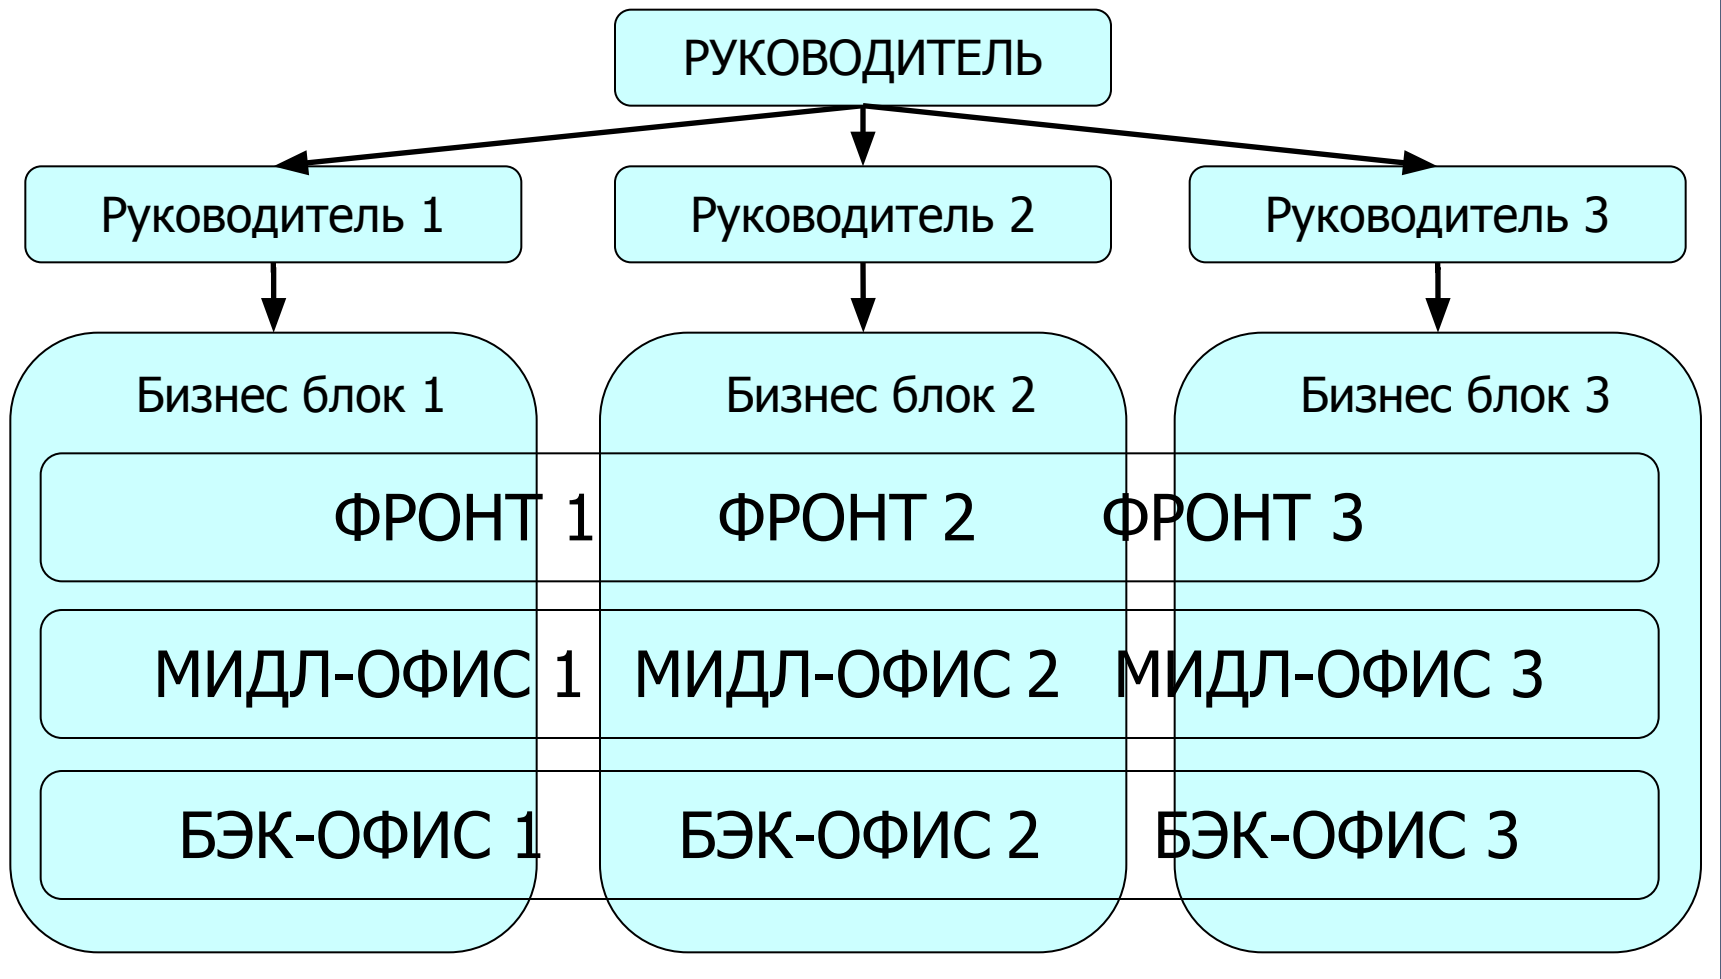 РУКОВОДИТЕЛЬ
Руководитель 1 Руководитель 2 Руководитель 3
Бизнес блок 1 Бизнес блок 2 Бизнес блок 3
ФРОНТ 1 ФРОНТ 2 ФРОНТ 3
МИДЛ-ОФИС 1 МИДЛ-ОФИС 2 МИДЛ-ОФИС 3
БЭК-ОФИС 1 БЭК-ОФИС 2 БЭК-ОФИС 3